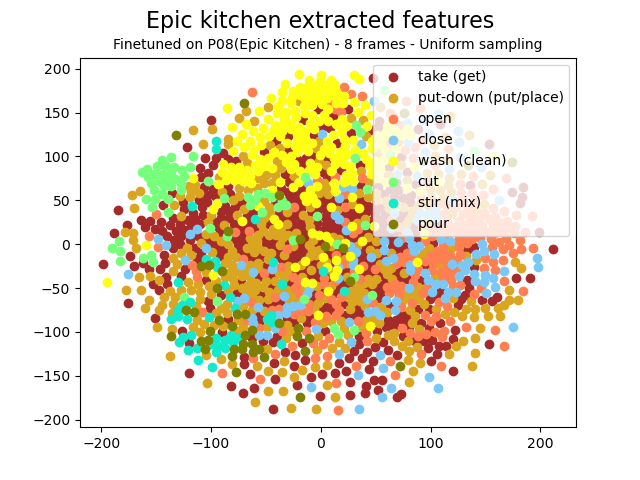 Epic kitchen extracted features
Finetuned on P08(Epic Kitchen) - 8 frames - Uniform sampling
take (get)
put-down (put/place)
open
close
wash (clean)
cut
stir (mix)
pour
200
150
100
50
0
−50
−100
−150
−200
−200
−100
0
100
200